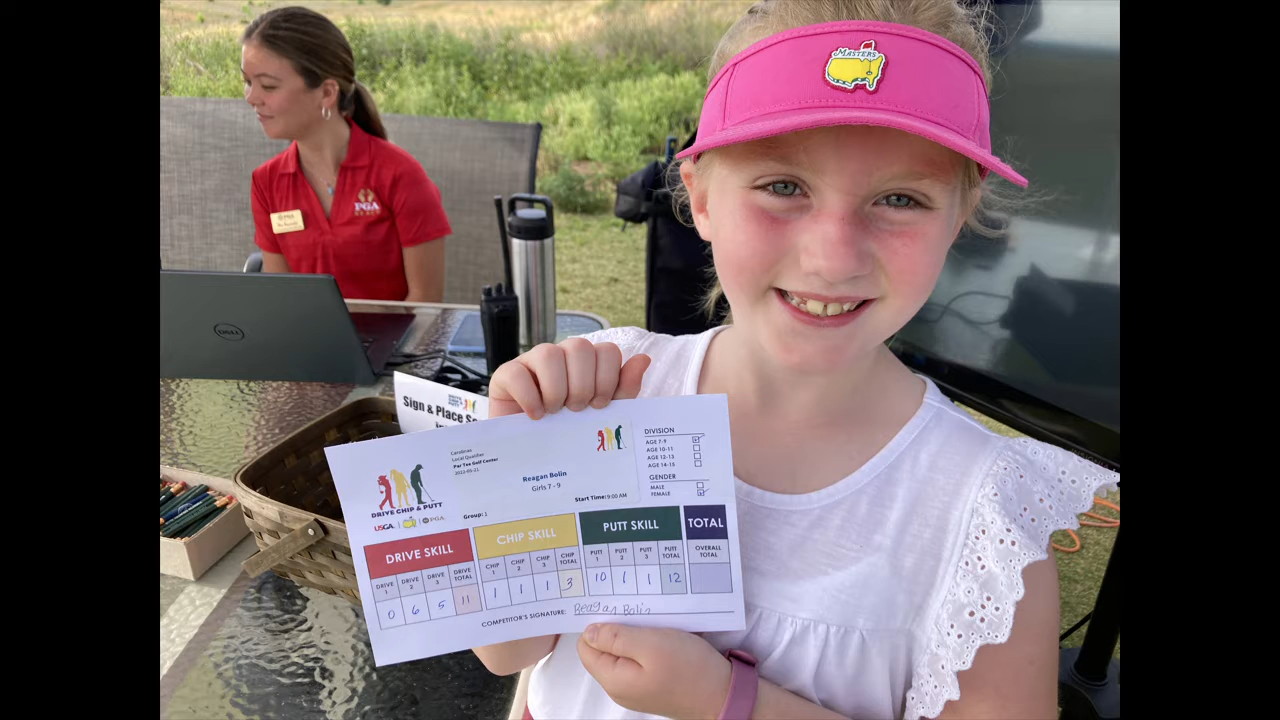 MASTERS
PGA
DELL
Sign & Place Sc
DRIVE
CHIP &
PUTT
Carolinas
Local Qualifier
Par Tee Golf Center
2022-05-21
Reagan Bolin
Girls 7 - 9
Start Time: 9:00 AM
Group: 1
DRIVE CHIP & PUTT
USGA
PGA
DIVISION
AGE 7-9
AGE 10-11
AGE 12-13
AGE 14-15
GENDER
MALE
FEMALE
DRIVE SKILL CHIP SKILL PUTT SKILL TOTAL
DRIVE 1 DRIVE 2 DRIVE 3 DRIVE TOTAL CHIP 1 CHIP 2 CHIP 3 CHIP TOTAL PUTT 1 PUTT 2 PUTT 3 PUTT TOTAL OVERALL TOTAL
0 6 5 11 1 1 1 3 10 1 1 12
COMPETITOR'S SIGNATURE: Reagan Bolin